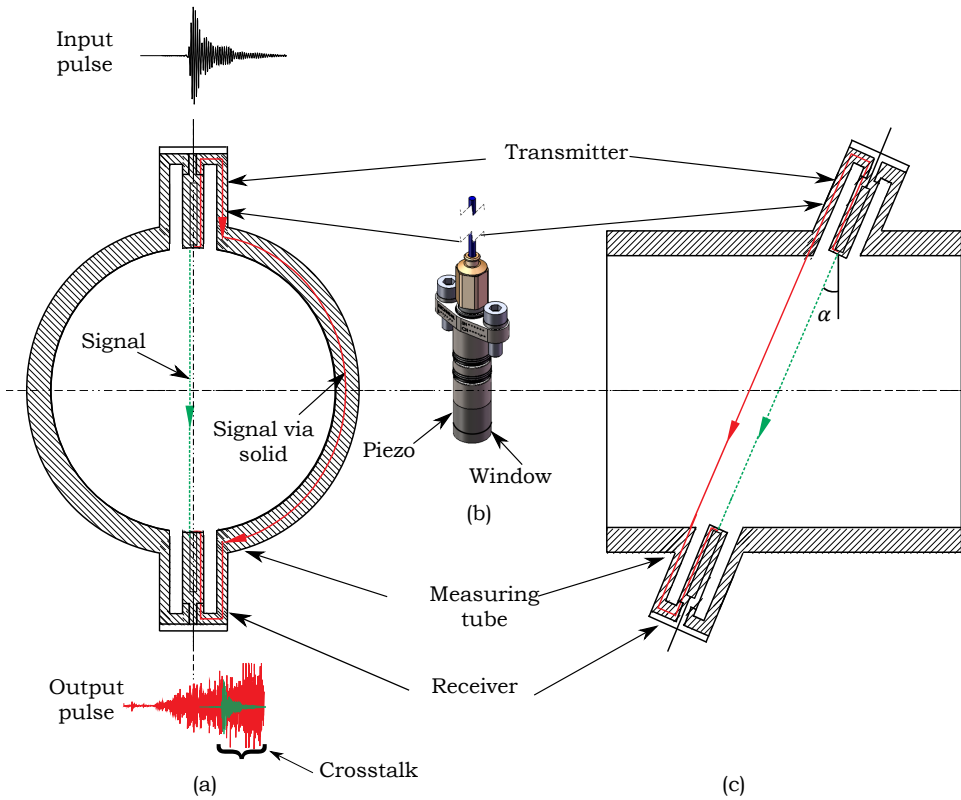 Input
pulse
Transmitter
α
Signal
Signal via
solid
Piezo
Window
(b)
Measuring
tube
Receiver
Output
pulse
Crosstalk
(a)
(c)